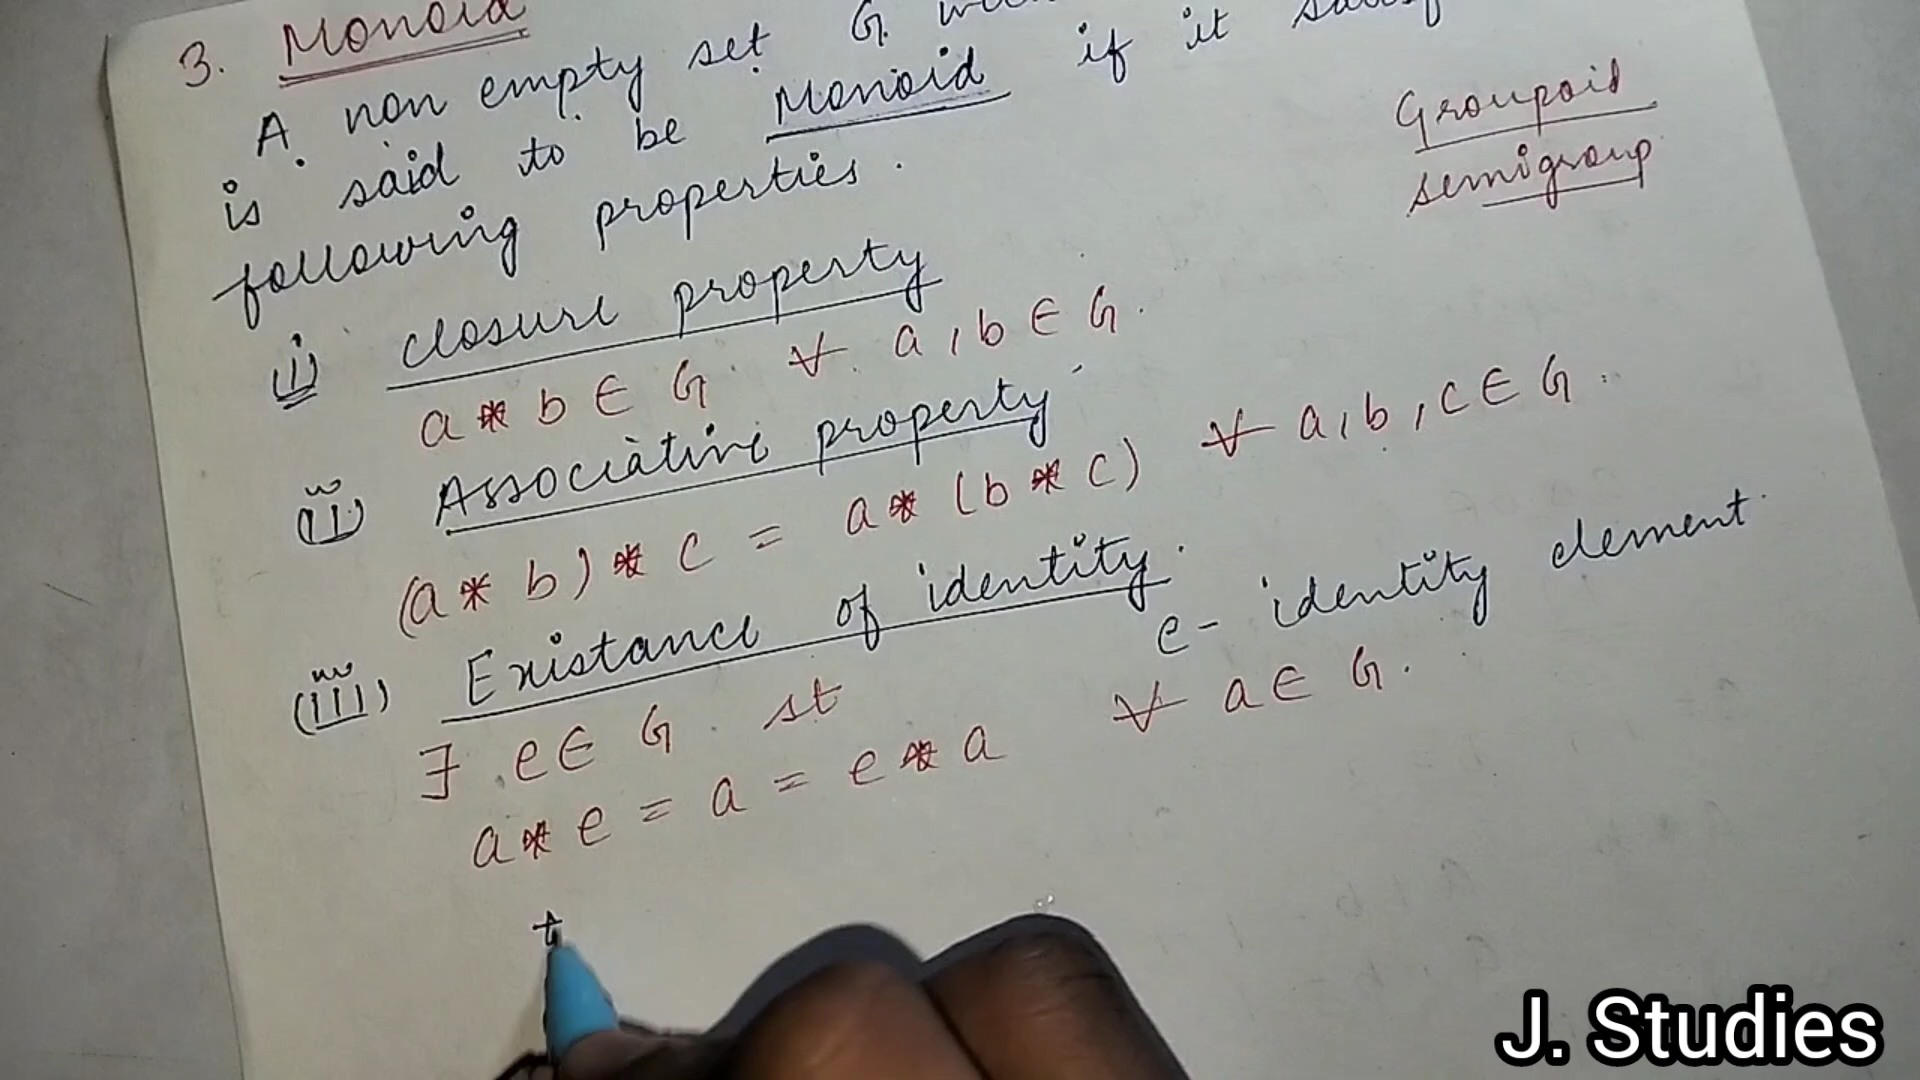 3. Monoid
A non empty set G
is said to be Monoid if it
following properties.
Groupoid
semigroup
(i) closure property
a * b ∈ G ∀ a, b ∈ G.
(ii) Associative property
(a * b) * c = a * (b * c) ∀ a, b, c ∈ G.
(iii) Existance of identity.
e - identity element
∃ e ∈ G st
a * e = a = e * a ∀ a ∈ G.
+
J. Studies